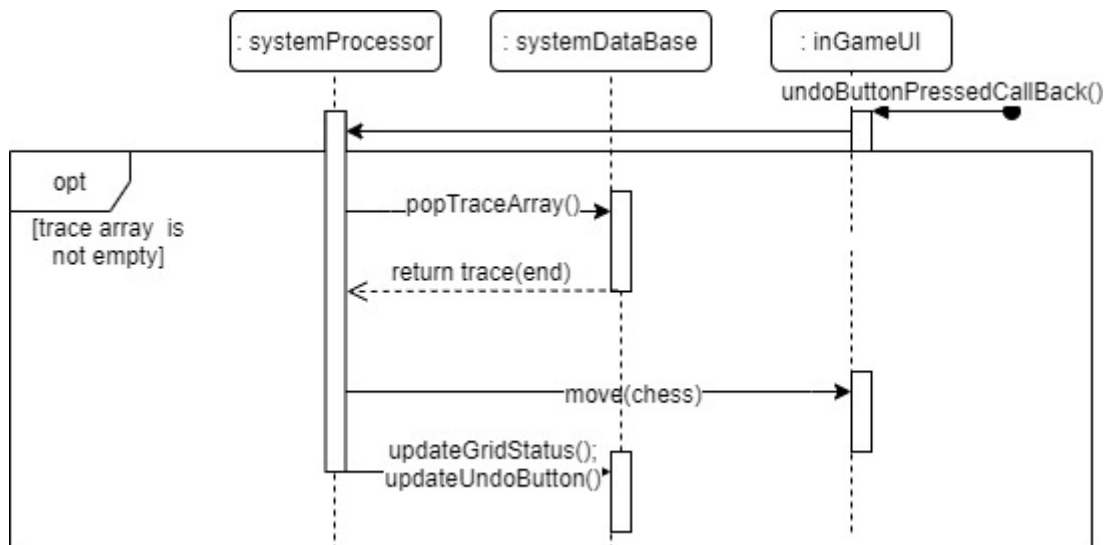 : systemProcessor
: systemDataBase
: inGameUI
undoButtonPressedCallBack()
opt
[trace array is
not empty]
popTraceArray()
return trace(end)
move(chess)
updateGridStatus();
updateUndoButton()